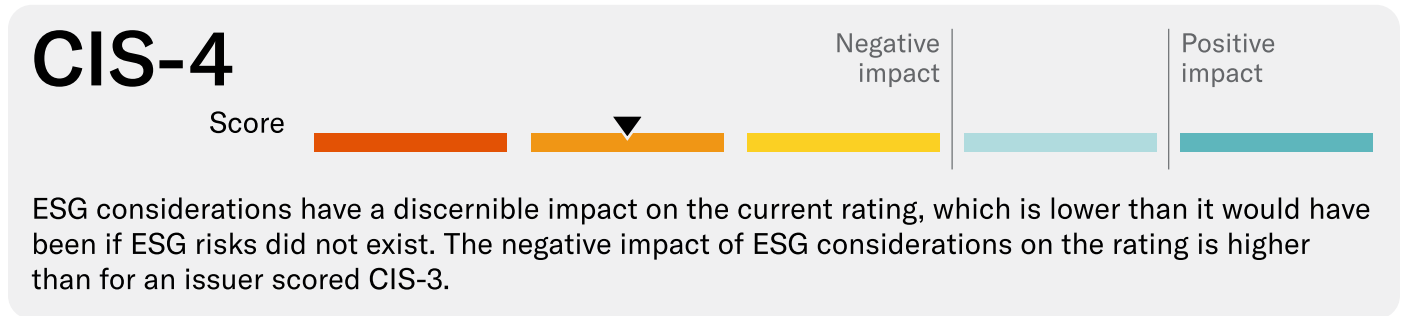 CIS-4
Score
Negative
impact
Positive
impact
ESG considerations have a discernible impact on the current rating, which is lower than it would have
been if ESG risks did not exist. The negative impact of ESG considerations on the rating is higher
than for an issuer scored CIS-3.